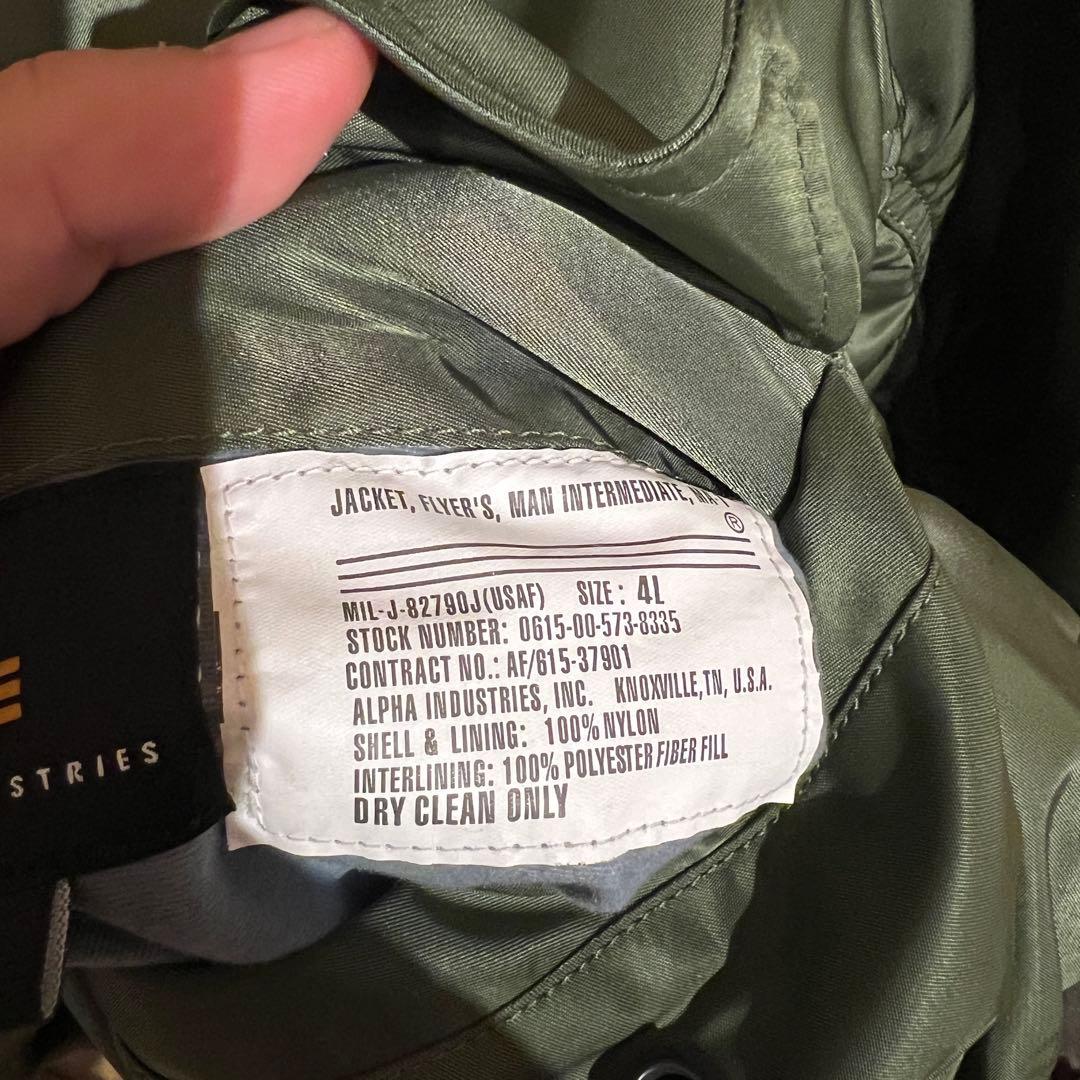 JACKET, FLYER'S, MAN INTERMEDIATE, MA-1
®
MIL-J-82790J(USAF) SIZE: 4L
STOCK NUMBER: 0615-00-573-8335
CONTRACT NO.: AF/615-37901
ALPHA INDUSTRIES, INC. KNOXVILLE,TN, U.S.A.
SHELL & LINING: 100% NYLON
INTERLINING: 100% POLYESTER FIBER FILL
DRY CLEAN ONLY
E
STRIES